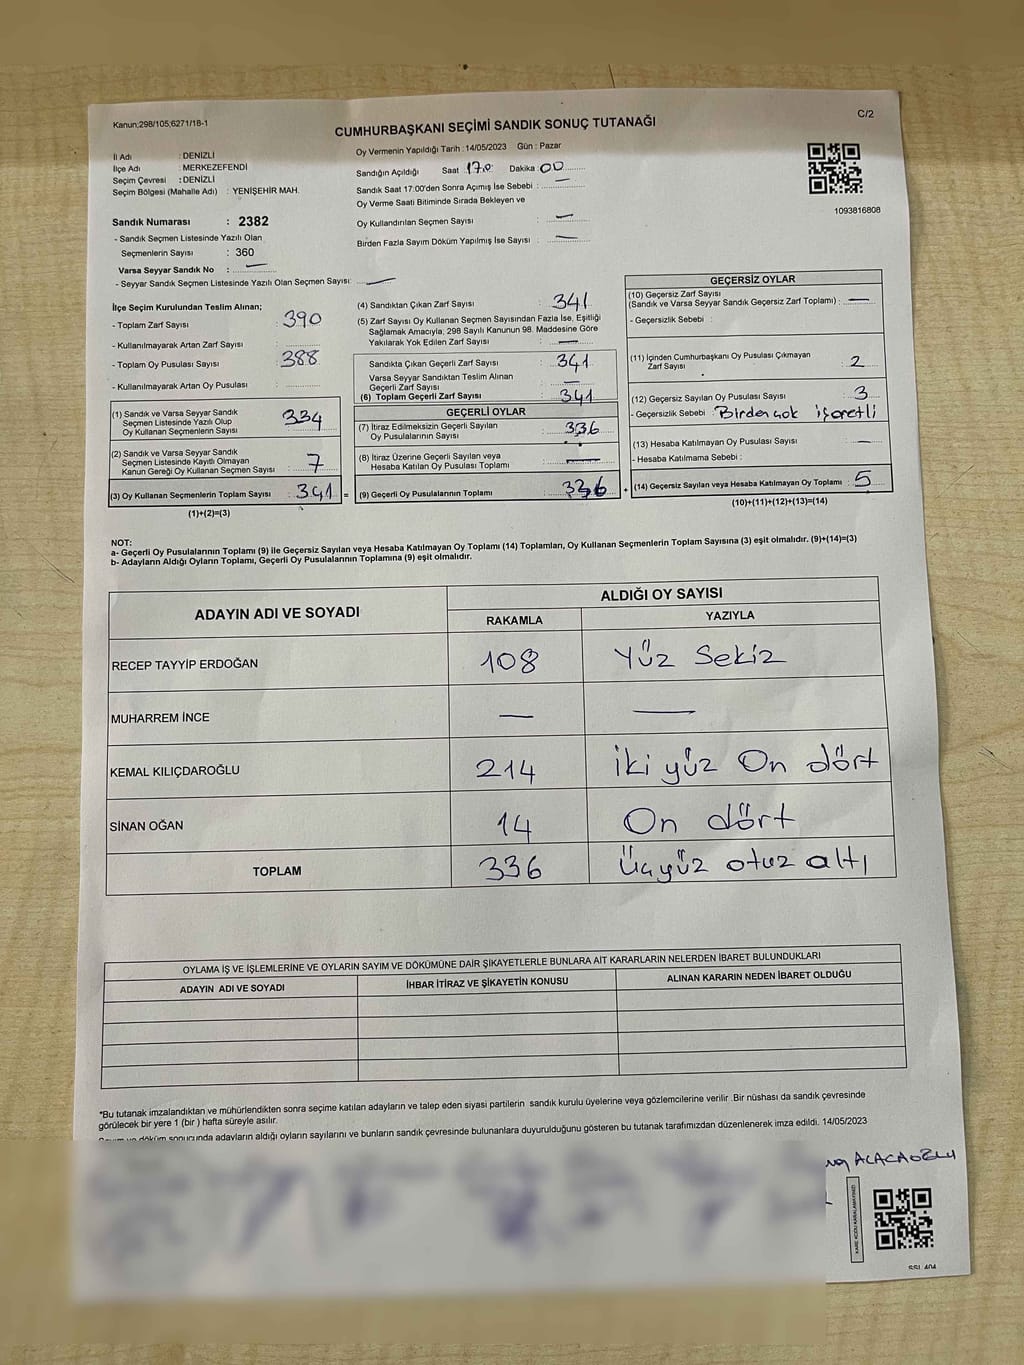 Kanun;298/105;6271/18-1
C/2
CUMHURBAŞKANI SEÇİMİ SANDIK SONUÇ TUTANAĞI
İl Adı : DENİZLİ
İlçe Adı : MERKEZEFENDİ
Seçim Çevresi : DENİZLİ
Seçim Bölgesi (Mahalle Adı) : YENİŞEHİR MAH.
Oy Vermenin Yapıldığı Tarih : 14/05/2023 Gün : Pazar
Sandığın Açıldığı Saat 17.0 Dakika 00
Sandık Saat 17:00'den Sonra Açımış İse Sebebi : —
Oy Verme Saati Bitiminde Sırada Bekleyen ve
Oy Kullandırılan Seçmen Sayısı : —
Birden Fazla Sayım Döküm Yapılmış İse Sayısı : —
1093816808
Sandık Numarası : 2382
- Sandık Seçmen Listesinde Yazılı Olan
Seçmenlerin Sayısı : 360
Varsa Seyyar Sandık No : —
- Seyyar Sandık Seçmen Listesinde Yazılı Olan Seçmen Sayısı: —
İlçe Seçim Kurulundan Teslim Alınan;
- Toplam Zarf Sayısı : 390
- Kullanılmayarak Artan Zarf Sayısı :
- Toplam Oy Pusulası Sayısı : 388
- Kullanılmayarak Artan Oy Pusulası :
(1) Sandık ve Varsa Seyyar Sandık
Seçmen Listesinde Yazılı Olup
Oy Kullanan Seçmenlerin Sayısı : 334
(2) Sandık ve Varsa Seyyar Sandık
Seçmen Listesinde Kayıtlı Olmayan
Kanun Gereği Oy Kullanan Seçmen Sayısı : 7
(3) Oy Kullanan Seçmenlerin Toplam Sayısı : 341 =
(1)+(2)=(3)
(4) Sandıktan Çıkan Zarf Sayısı : 341
(5) Zarf Sayısı Oy Kullanan Seçmen Sayısından Fazla İse, Eşitliği
Sağlamak Amacıyla, 298 Sayılı Kanunun 98. Maddesine Göre
Yakılarak Yok Edilen Zarf Sayısı : —
Sandıkta Çıkan Geçerli Zarf Sayısı : 341
Varsa Seyyar Sandıktan Teslim Alınan
Geçerli Zarf Sayısı : —
(6) Toplam Geçerli Zarf Sayısı : 341
GEÇERLİ OYLAR
(7) İtiraz Edilmeksizin Geçerli Sayılan
Oy Pusulalarının Sayısı : 336
(8) İtiraz Üzerine Geçerli Sayılan veya
Hesaba Katılan Oy Pusulası Toplamı : —
(9) Geçerli Oy Pusulalarının Toplamı : 336 +
GEÇERSİZ OYLAR
(10) Geçersiz Zarf Sayısı
(Sandık ve Varsa Seyyar Sandık Geçersiz Zarf Toplamı) : —
- Geçersizlik Sebebi :
(11) İçinden Cumhurbaşkanı Oy Pusulası Çıkmayan
Zarf Sayısı : 2
(12) Geçersiz Sayılan Oy Pusulası Sayısı : 3
- Geçersizlik Sebebi : Birden çok işaretli
(13) Hesaba Katılmayan Oy Pusulası Sayısı : —
- Hesaba Katılmama Sebebi :
(14) Geçersiz Sayılan veya Hesaba Katılmayan Oy Toplamı : 5
(10)+(11)+(12)+(13)=(14)
NOT:
a- Geçerli Oy Pusulalarının Toplamı (9) ile Geçersiz Sayılan veya Hesaba Katılmayan Oy Toplamı (14) Toplamları, Oy Kullanan Seçmenlerin Toplam Sayısına (3) eşit olmalıdır. (9)+(14)=(3)
b- Adayların Aldığı Oyların Toplamı, Geçerli Oy Pusulalarının Toplamına (9) eşit olmalıdır.
ADAYIN ADI VE SOYADI
ALDIĞI OY SAYISI
RAKAMLA YAZIYLA
RECEP TAYYİP ERDOĞAN 108 Yüz Sekiz
MUHARREM İNCE — —
KEMAL KILIÇDAROĞLU 214 İki yüz On dört
SİNAN OĞAN 14 On dört
TOPLAM 336 Üçyüz otuz altı
OYLAMA İŞ VE İŞLEMLERİNE VE OYLARIN SAYIM VE DÖKÜMÜNE DAİR ŞİKAYETLERLE BUNLARA AİT KARARLARIN NELERDEN İBARET BULUNDUKLARI
ADAYIN ADI VE SOYADI İHBAR İTİRAZ VE ŞİKAYETİN KONUSU ALINAN KARARIN NEDEN İBARET OLDUĞU
*Bu tutanak imzalandıktan ve mühürlendikten sonra seçime katılan adayların ve talep eden siyasi partilerin sandık kurulu üyelerine veya gözlemcilerine verilir .Bir nüshası da sandık çevresinde
görülecek bir yere 1 (bir ) hafta süreyle asılır.
Sayım ve döküm sonucunda adayların aldığı oyların sayılarını ve bunların sandık çevresinde bulunanlara duyurulduğunu gösteren bu tutanak tarafımızdan düzenlenerek imza edildi. 14/05/2023